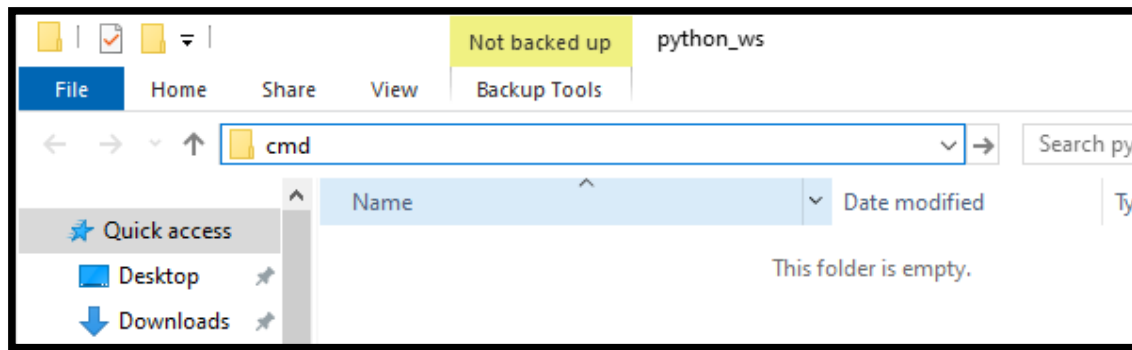 Not backed up python_ws
File Home Share View Backup Tools
cmd Search py
Name Date modified Ty
Quick access
This folder is empty.
Desktop
Downloads